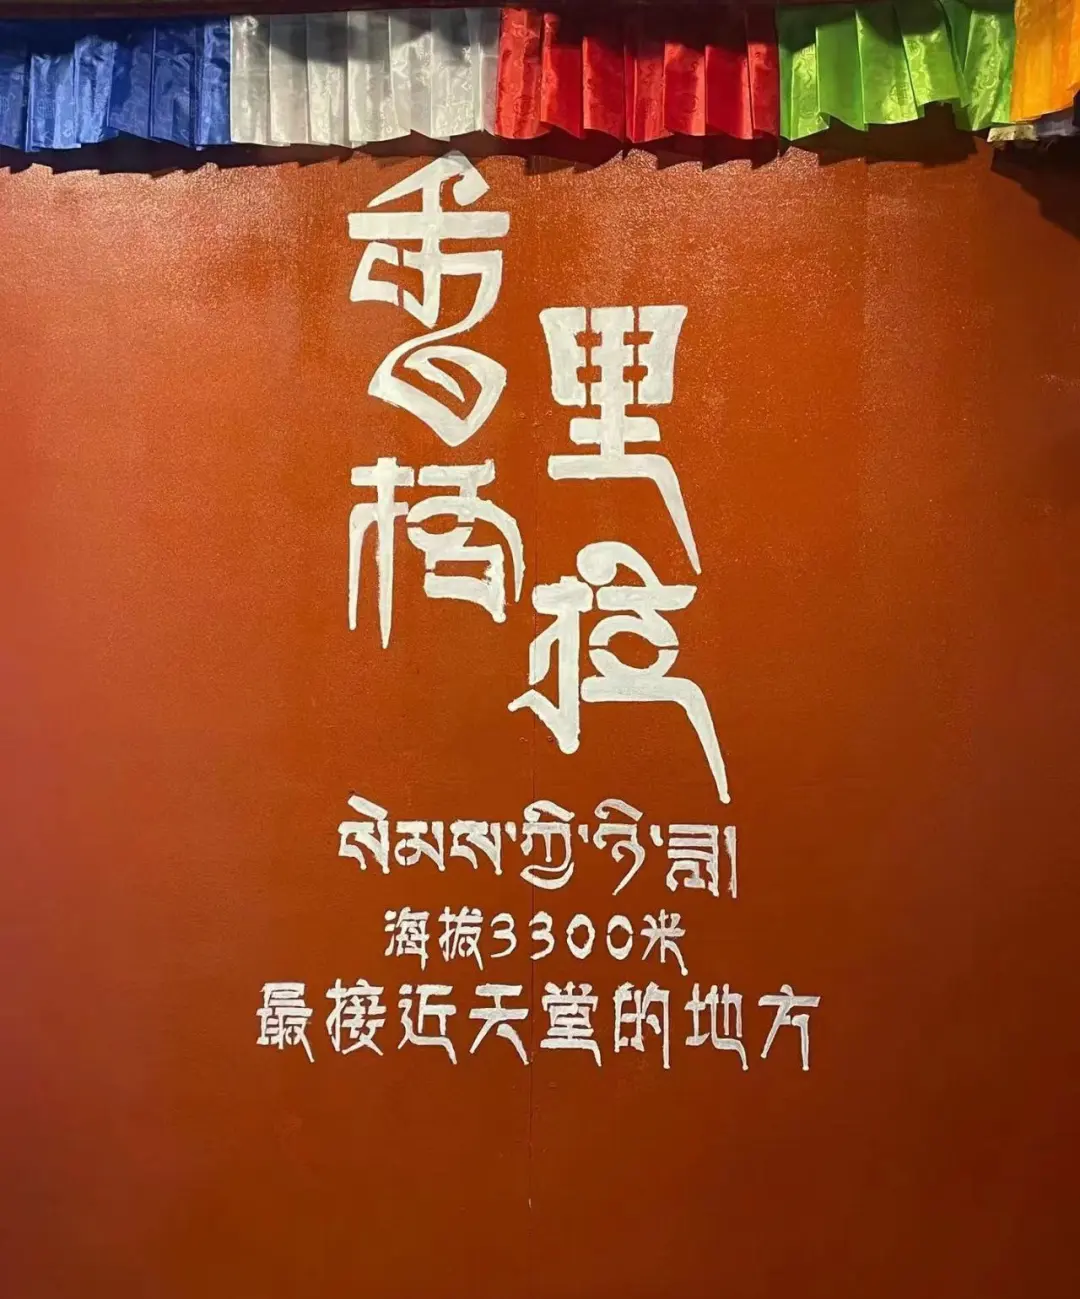 香格
里拉
སེམས་ཀྱི་ཉི་ཟླ།
海拔3300米
最接近天堂的地方